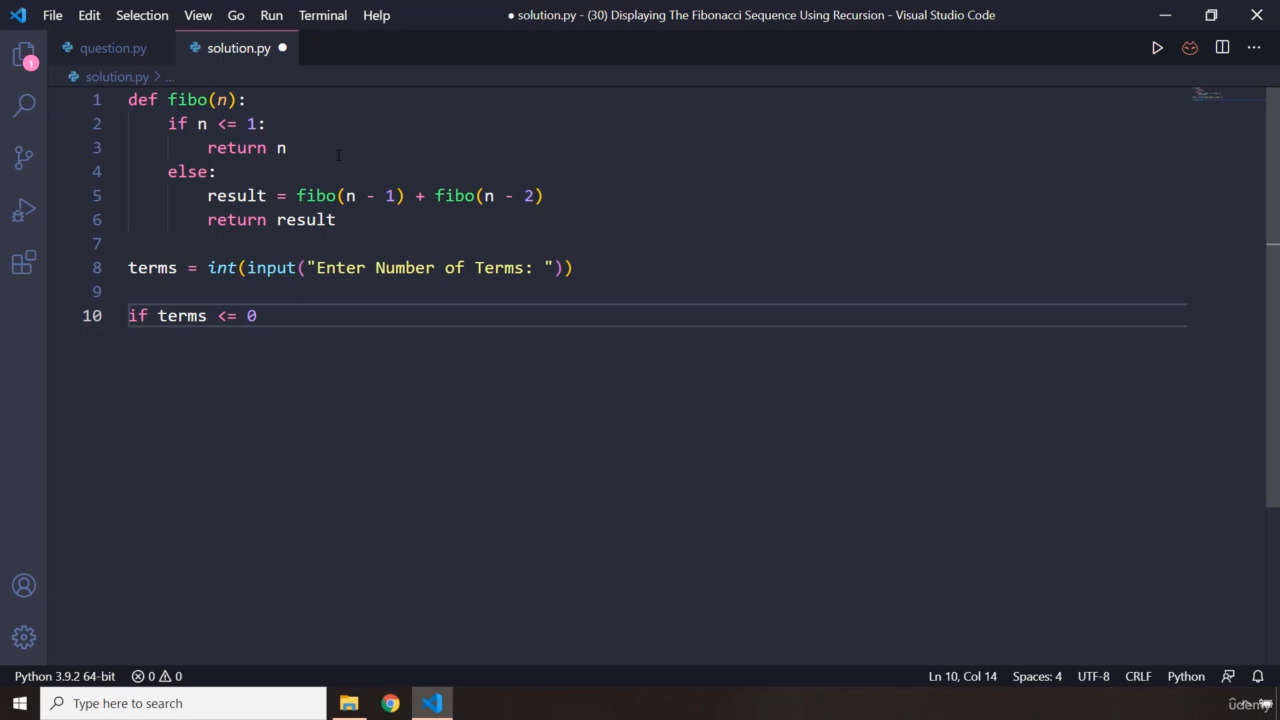 File Edit Selection View Go Run Terminal Help
● solution.py - (30) Displaying The Fibonacci Sequence Using Recursion - Visual Studio Code
question.py solution.py ●
solution.py > ...
1 def fibo(n):
2     if n <= 1:
3         return n
4     else:
5         result = fibo(n - 1) + fibo(n - 2)
6         return result
7
8 terms = int(input("Enter Number of Terms: "))
9
10 if terms <= 0
1
Python 3.9.2 64-bit 0 0 Ln 10, Col 14 Spaces: 4 UTF-8 CRLF Python
Type here to search
Udemy